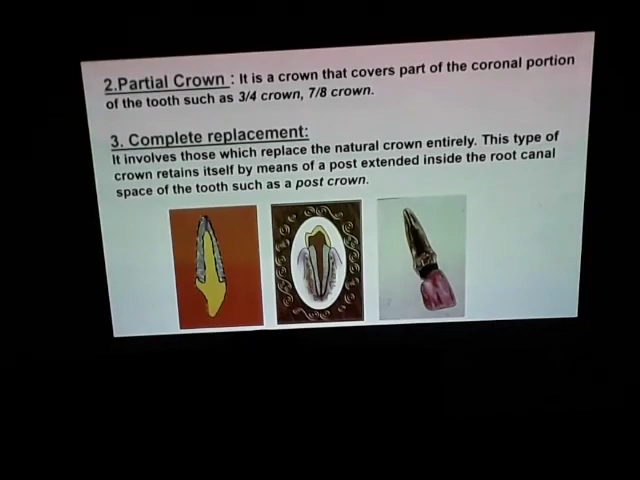 2.Partial Crown : It is a crown that covers part of the coronal portion
of the tooth such as 3/4 crown, 7/8 crown.
3. Complete replacement:
It involves those which replace the natural crown entirely. This type of
crown retains itself by means of a post extended inside the root canal
space of the tooth such as a post crown.